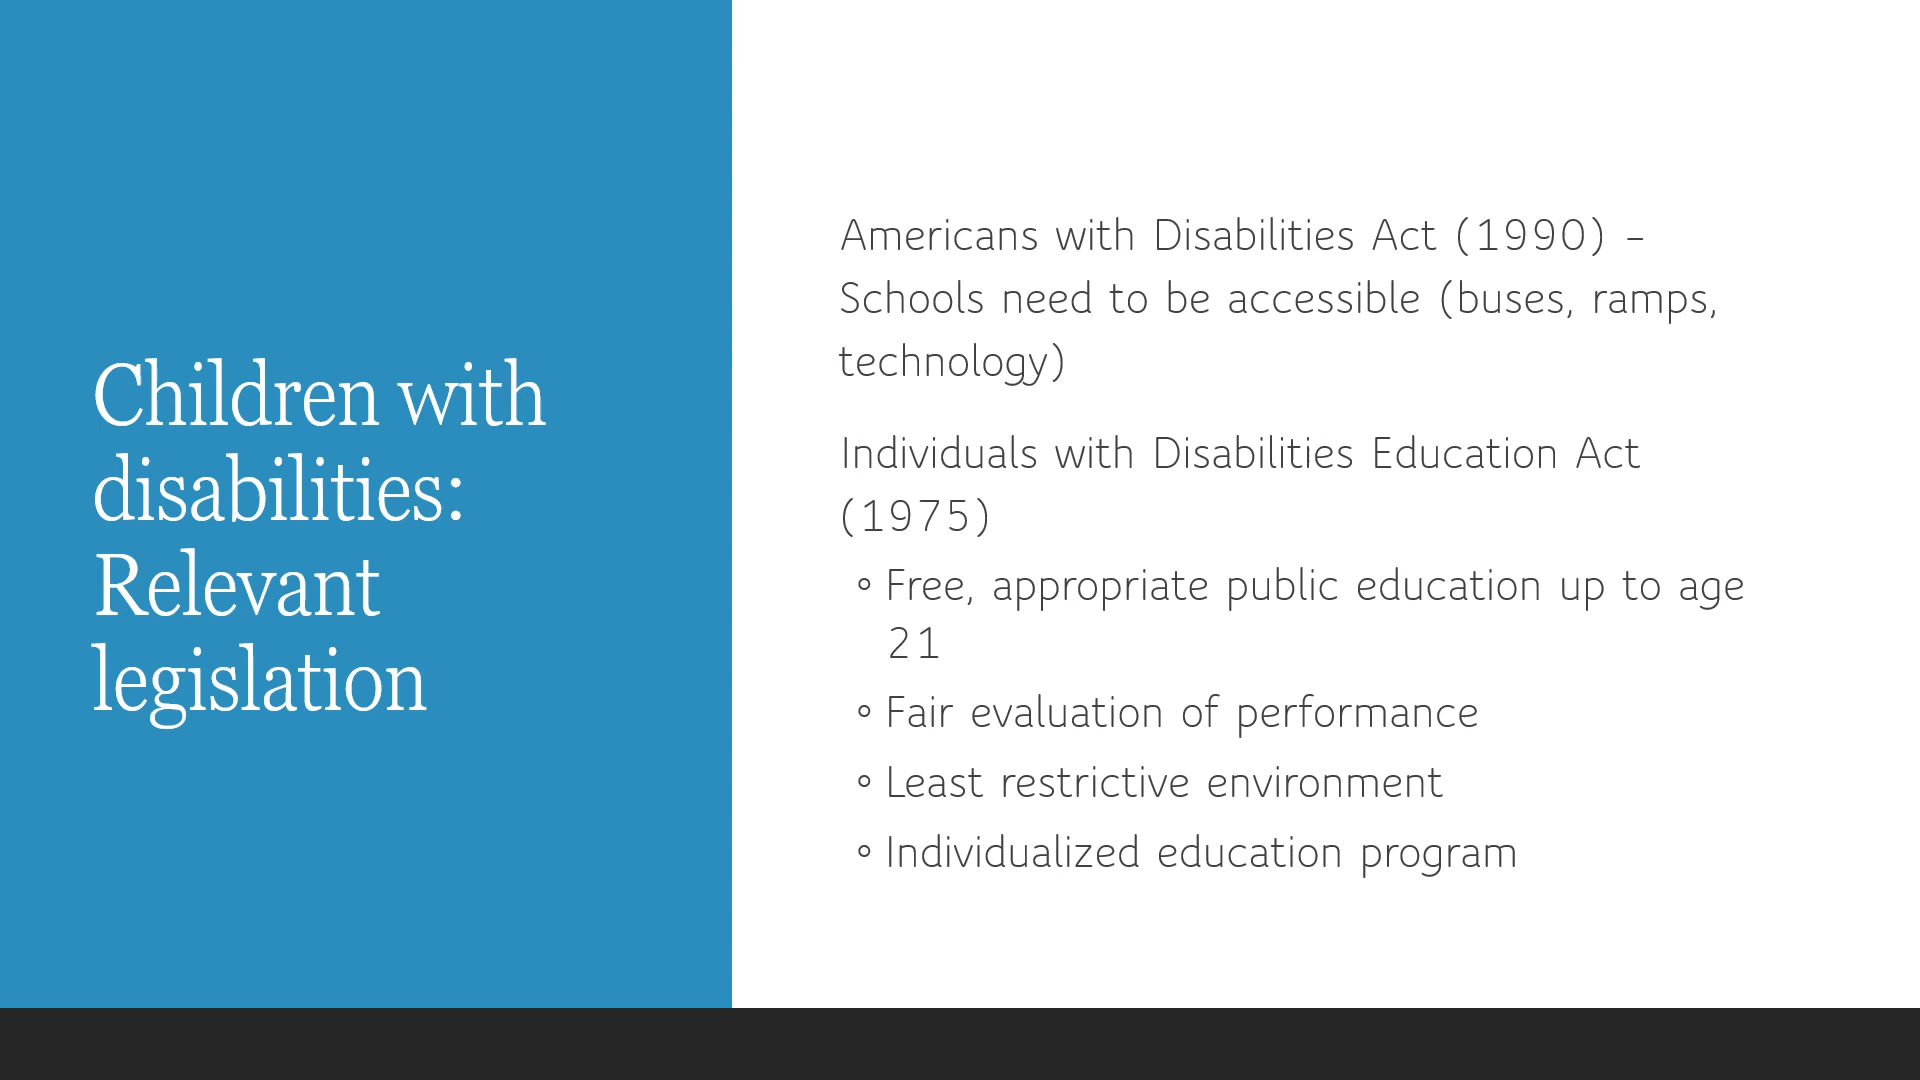 Children with
disabilities:
Relevant
legislation
Americans with Disabilities Act (1990) –
Schools need to be accessible (buses, ramps,
technology)
Individuals with Disabilities Education Act
(1975)
◦ Free, appropriate public education up to age
21
◦ Fair evaluation of performance
◦ Least restrictive environment
◦ Individualized education program